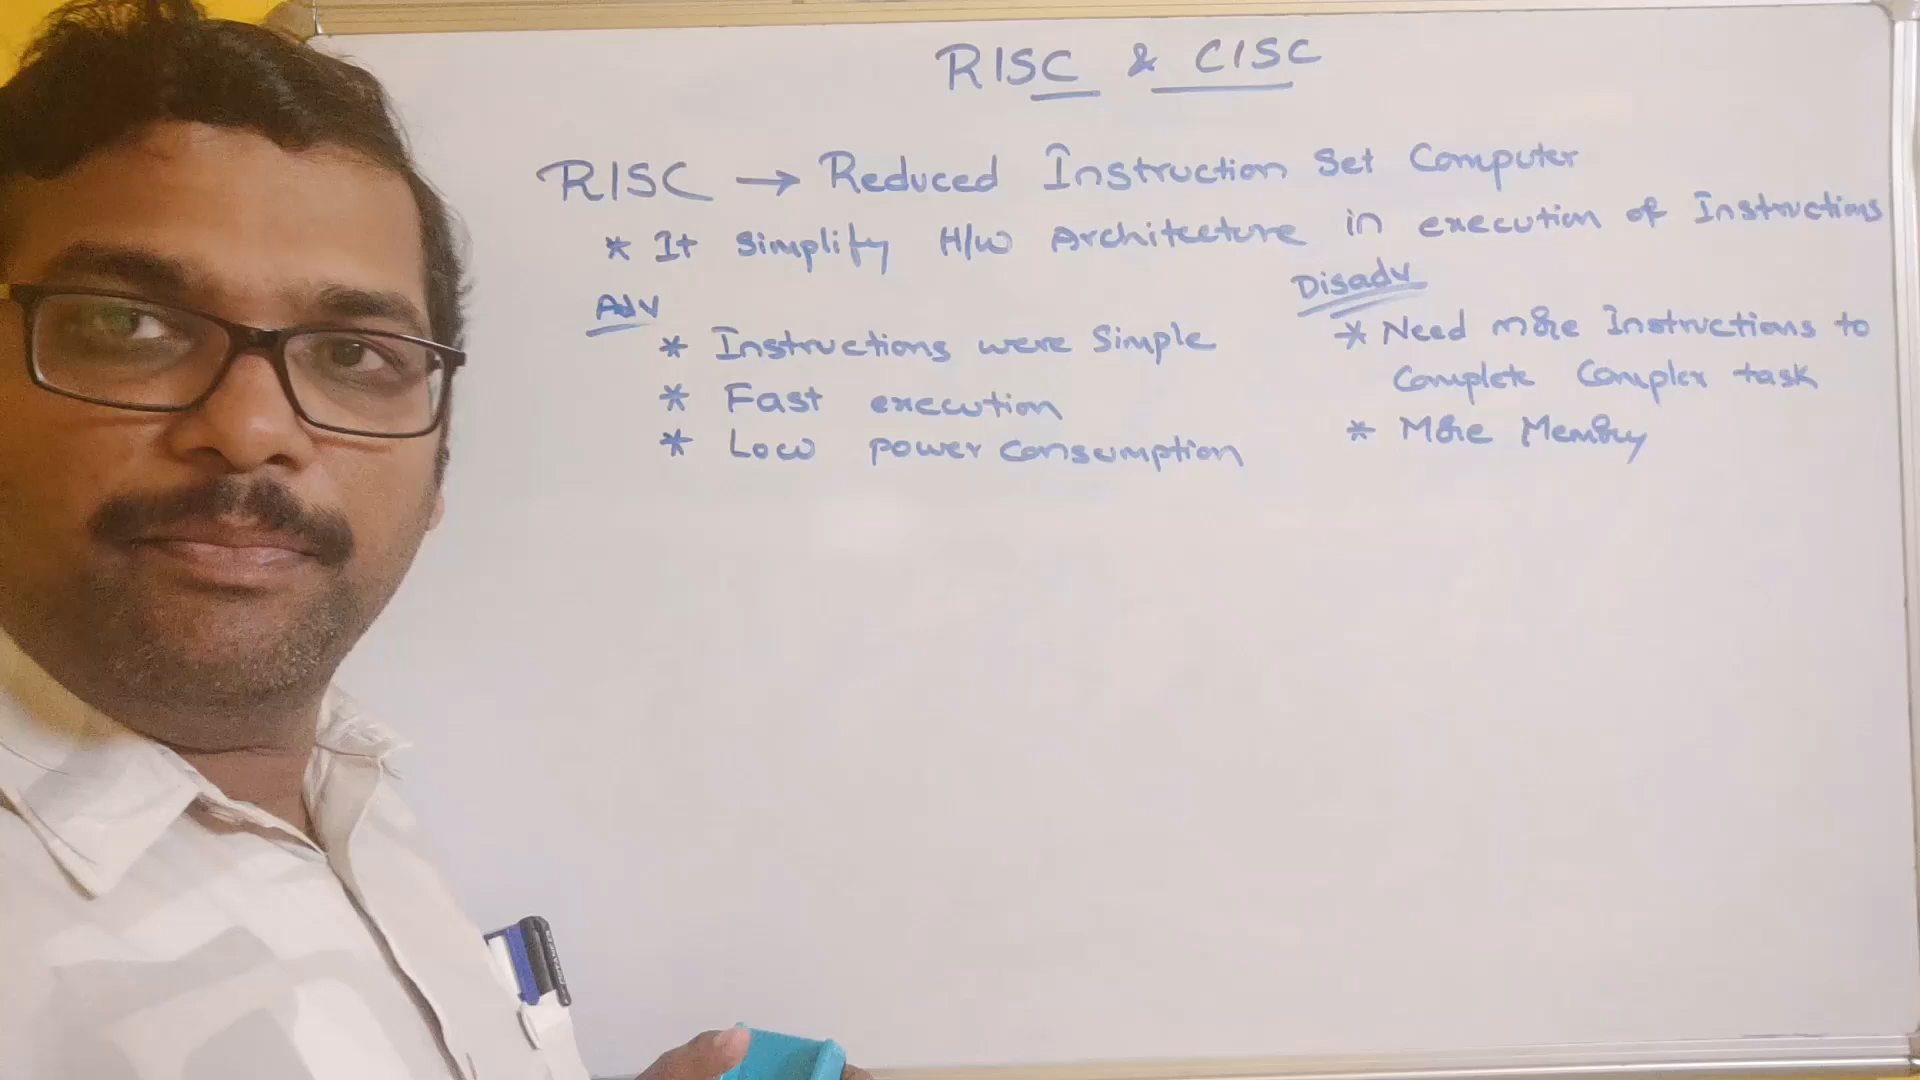 RISC & CISC
RISC → Reduced Instruction Set Computer
* It Simplify H/W Architecture in execution of Instructions
Adv
* Instructions were Simple
* Fast execution
* Low power consumption
Disadv
* Need more Instructions to
Complete Complex task
* More Memory